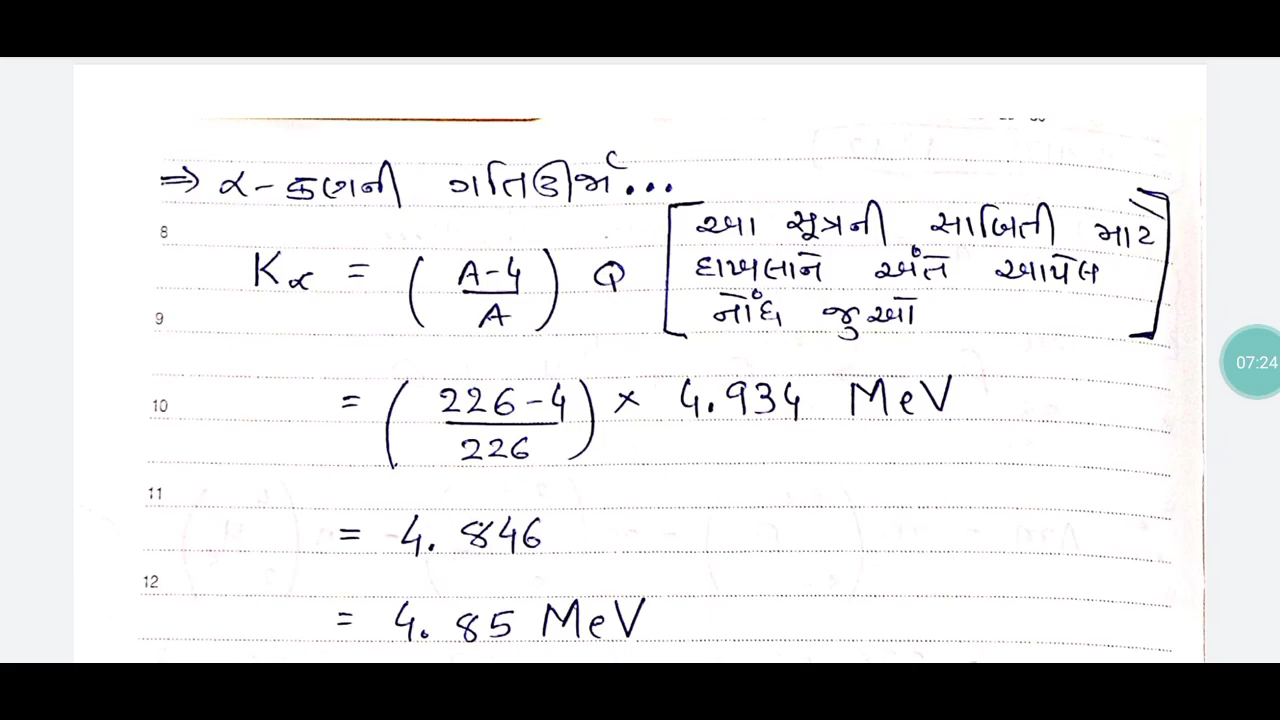 ⇒ α-કણની ગતિઊર્જા...
Kα = (A-4 / A) Q
[આ સૂત્રની સાબિતી માટે
દાખલાને અંતે આપેલ
નોંધ જુઓ]
8
9
= (226-4 / 226) × 4.934 MeV
10
11
= 4.846
12
= 4.85 MeV
07:24